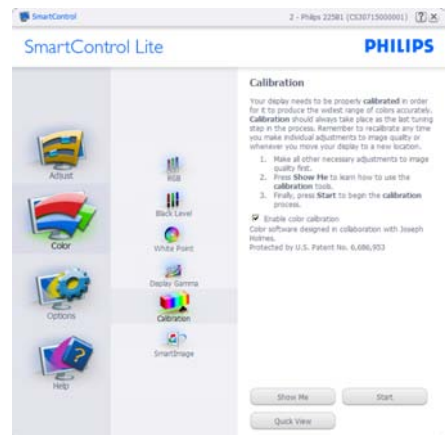 SmartControl
2 - Philips 225B1 (CS30715000001)
SmartControl Lite
PHILIPS
Adjust
Color
Options
Help
RGB
Black Level
White Point
Display Gamma
Calibration
SmartImage
Calibration
Your display needs to be properly calibrated in order
for it to produce the widest range of colors accurately.
Calibration should always take place as the last tuning
step in the process. Remember to recalibrate any time
you make individual adjustments to image quality or
whenever you move your display to a new location.
1. Make all other necessary adjustments to image
quality first.
2. Press Show Me to learn how to use the
calibration tools.
3. Finally, press Start to begin the calibration
process.
Enable color calibration
Color software designed in collaboration with Joseph
Holmes.
Protected by U.S. Patent No. 6,686,953
Show Me
Start
Quick View